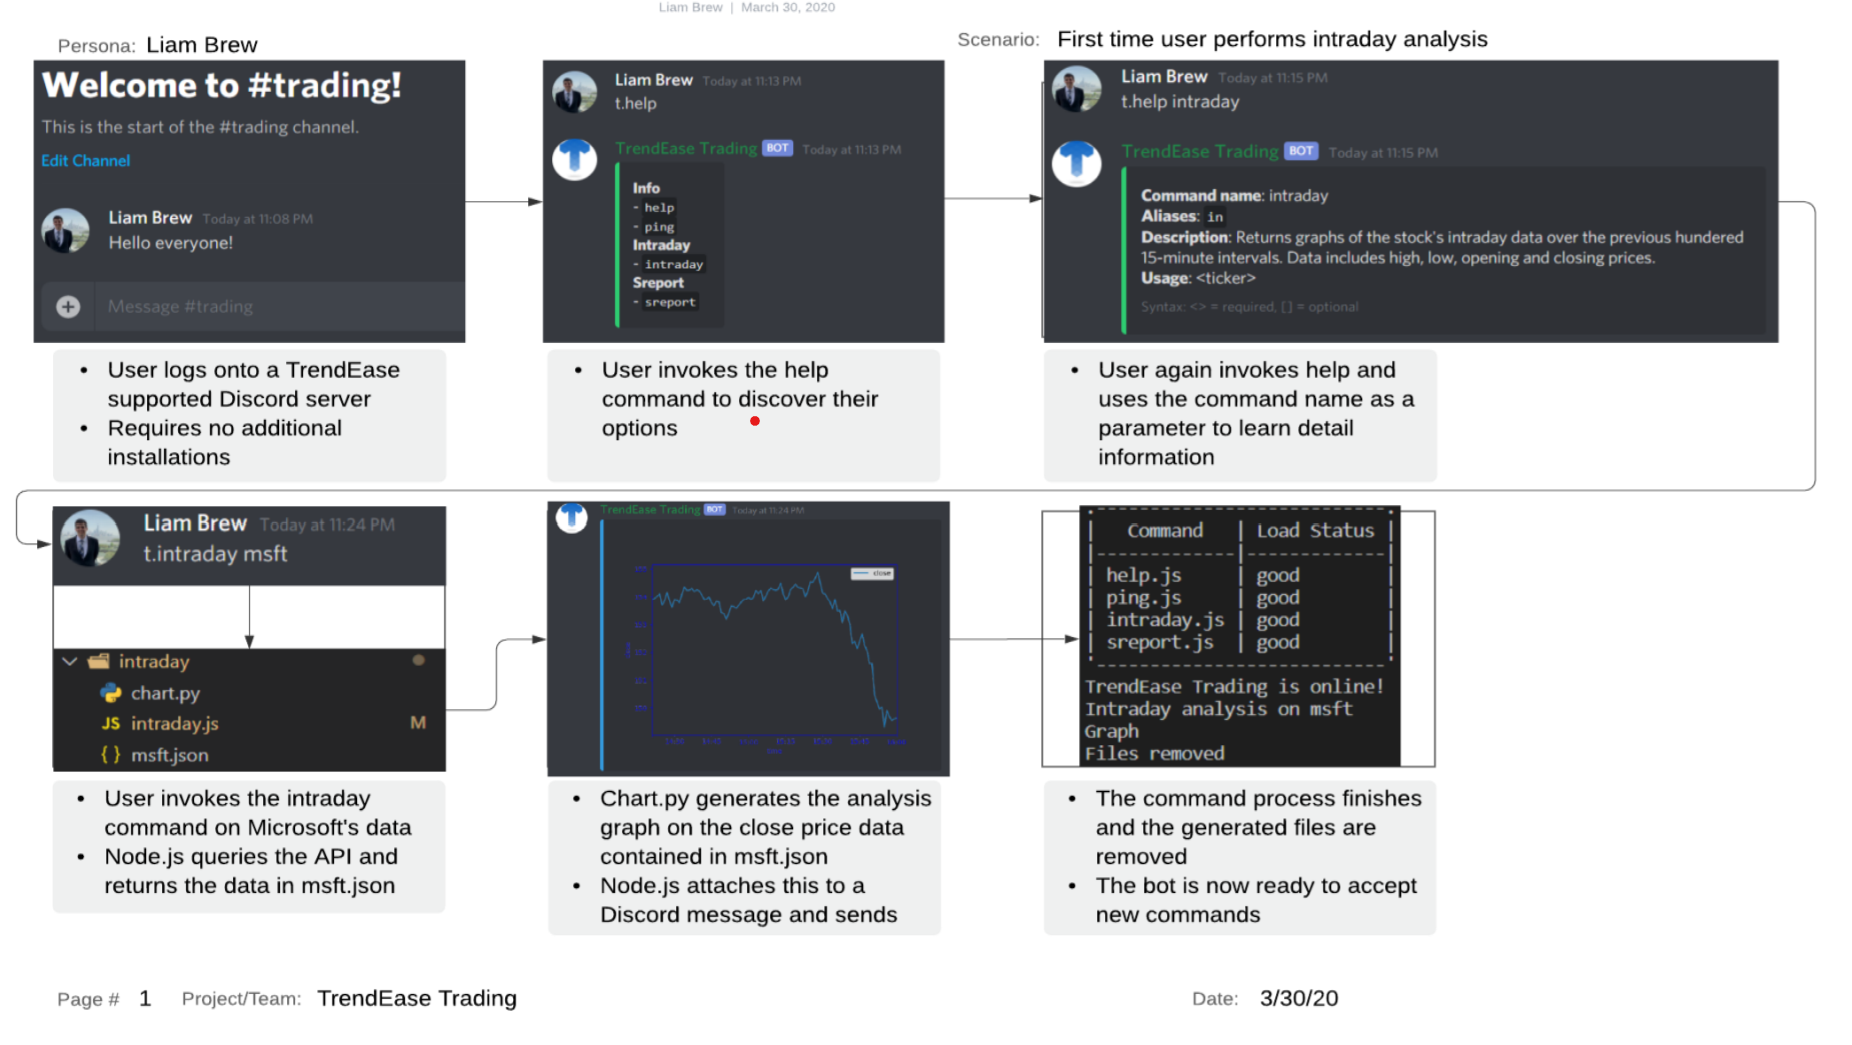 Liam Brew | March 30, 2020
Persona: Liam Brew
Scenario: First time user performs intraday analysis
Welcome to #trading!
This is the start of the #trading channel.
Edit Channel
Liam Brew Today at 11:08 PM
Hello everyone!
Message #trading
Liam Brew Today at 11:13 PM
t.help
TrendEase Trading BOT Today at 11:13 PM
Info
- help
- ping
Intraday
- intraday
Sreport
- sreport
Liam Brew Today at 11:15 PM
t.help intraday
TrendEase Trading BOT Today at 11:15 PM
Command name: intraday
Aliases: in
Description: Returns graphs of the stock's intraday data over the previous hundered
15-minute intervals. Data includes high, low, opening and closing prices.
Usage: <ticker>
Syntax: <> = required, [] = optional
• User logs onto a TrendEase
supported Discord server
• Requires no additional
installations
• User invokes the help
command to discover their
options
• User again invokes help and
uses the command name as a
parameter to learn detail
information
Liam Brew Today at 11:24 PM
t.intraday msft
intraday
chart.py
JS intraday.js M
{ } msft.json
TrendEase Trading BOT Today at 11:24 PM
close
Command | Load Status
help.js | good
ping.js | good
intraday.js | good
sreport.js | good
TrendEase Trading is online!
Intraday analysis on msft
Graph
Files removed
• User invokes the intraday
command on Microsoft's data
• Node.js queries the API and
returns the data in msft.json
• Chart.py generates the analysis
graph on the close price data
contained in msft.json
• Node.js attaches this to a
Discord message and sends
• The command process finishes
and the generated files are
removed
• The bot is now ready to accept
new commands
Page # 1 Project/Team: TrendEase Trading
Date: 3/30/20